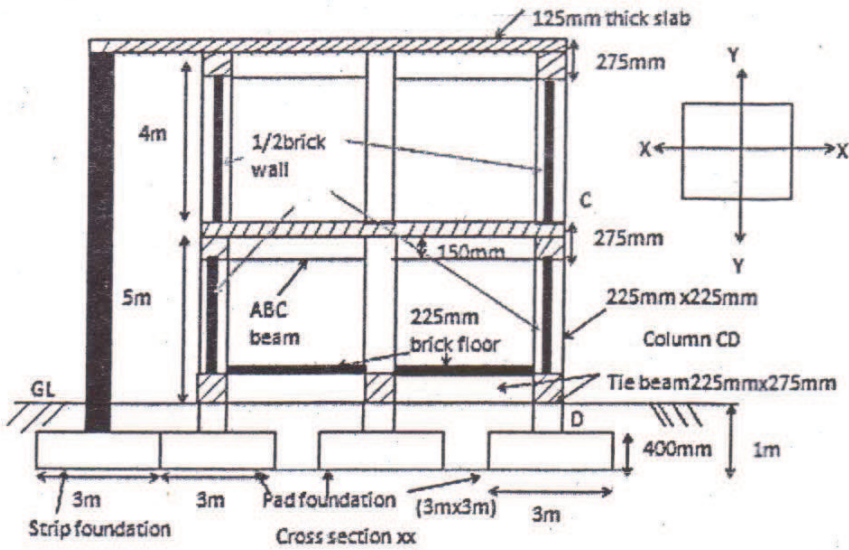 125mm thick slab
275mm
Y
4m
1/2brick
wall
X
X
C
Y
150mm
275mm
5m
ABC
beam
225mm
brick floor
225mm x225mm
Column CD
GL
Tie beam225mmx275mm
D
400mm
1m
3m
3m
Pad foundation
(3mx3m)
3m
Strip foundation
Cross section xx